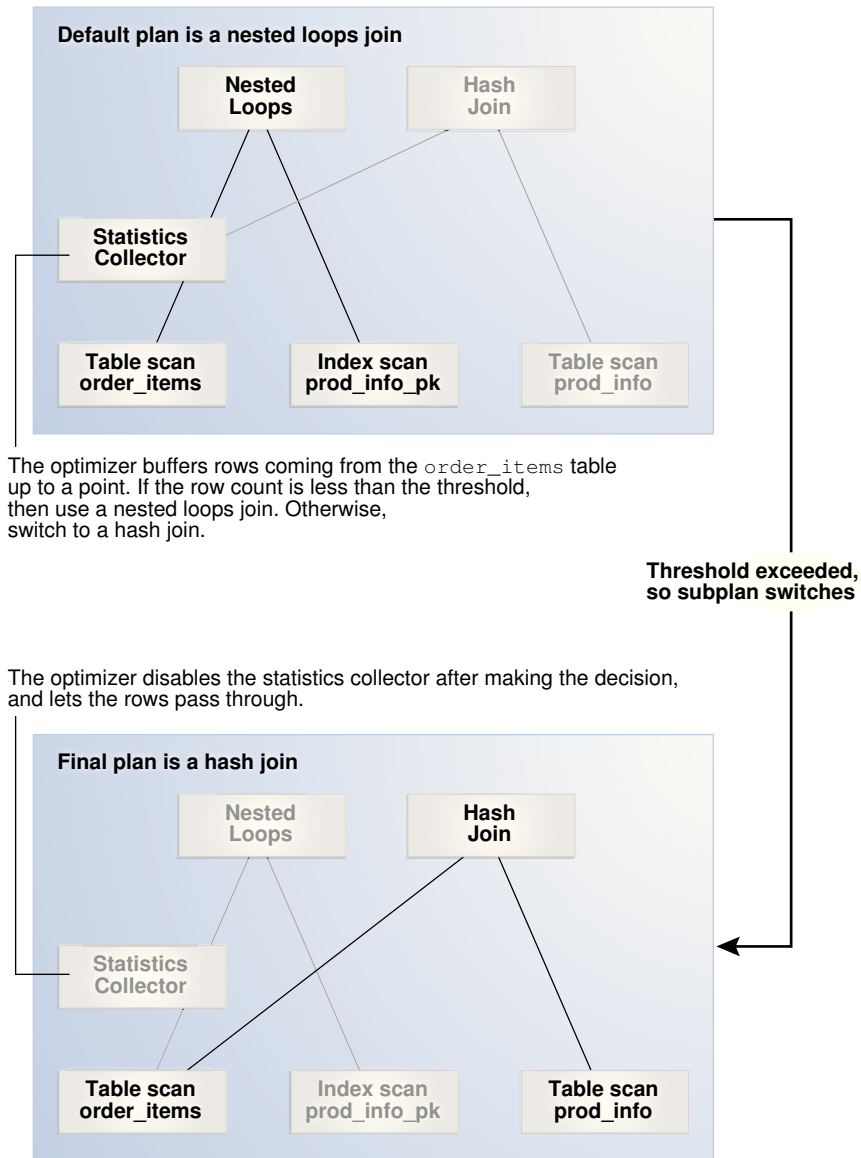 Default plan is a nested loops join
Nested
Loops
Hash
Join
Statistics
Collector
Table scan
order_items
Index scan
prod_info_pk
Table scan
prod_info
The optimizer buffers rows coming from the order_items table
up to a point. If the row count is less than the threshold,
then use a nested loops join. Otherwise,
switch to a hash join.
Threshold exceeded,
so subplan switches
The optimizer disables the statistics collector after making the decision,
and lets the rows pass through.
Final plan is a hash join
Nested
Loops
Hash
Join
Statistics
Collector
Table scan
order_items
Index scan
prod_info_pk
Table scan
prod_info